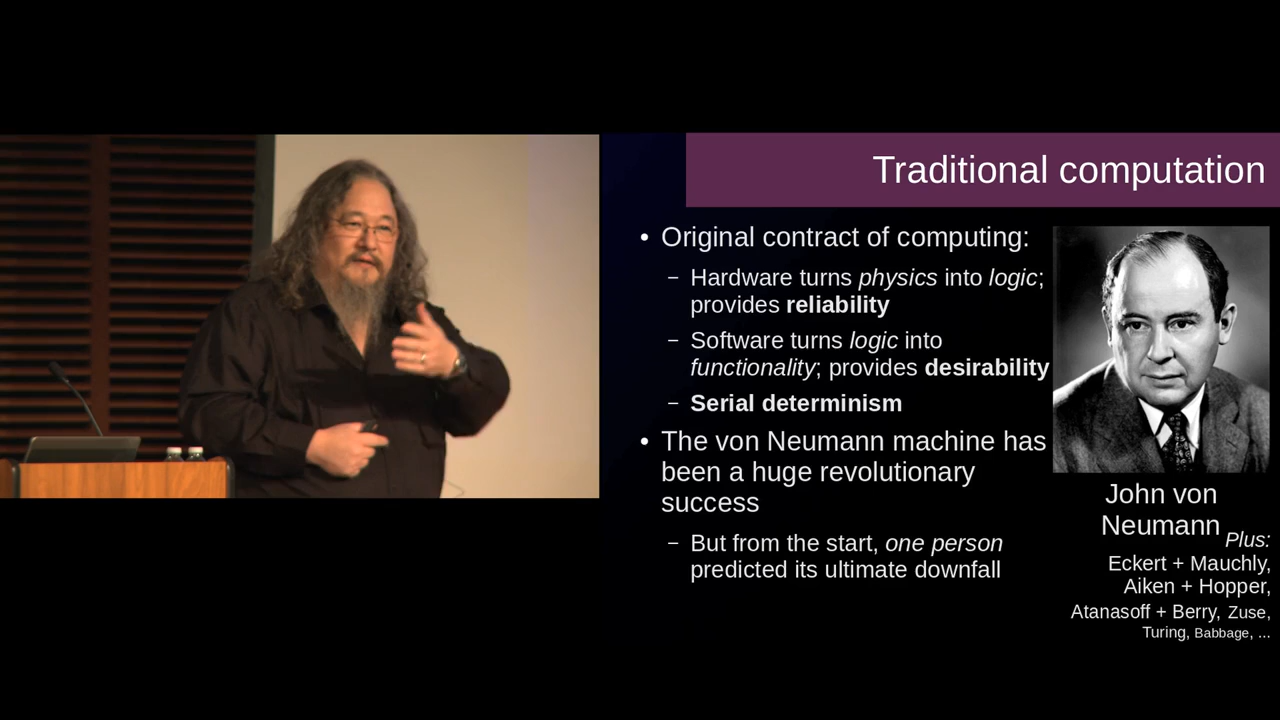 Traditional computation
• Original contract of computing:
– Hardware turns physics into logic;
provides reliability
– Software turns logic into
functionality; provides desirability
– Serial determinism
• The von Neumann machine has
been a huge revolutionary
success
– But from the start, one person
predicted its ultimate downfall
John von
Neumann
Plus:
Eckert + Mauchly,
Aiken + Hopper,
Atanasoff + Berry, Zuse,
Turing, Babbage, ...